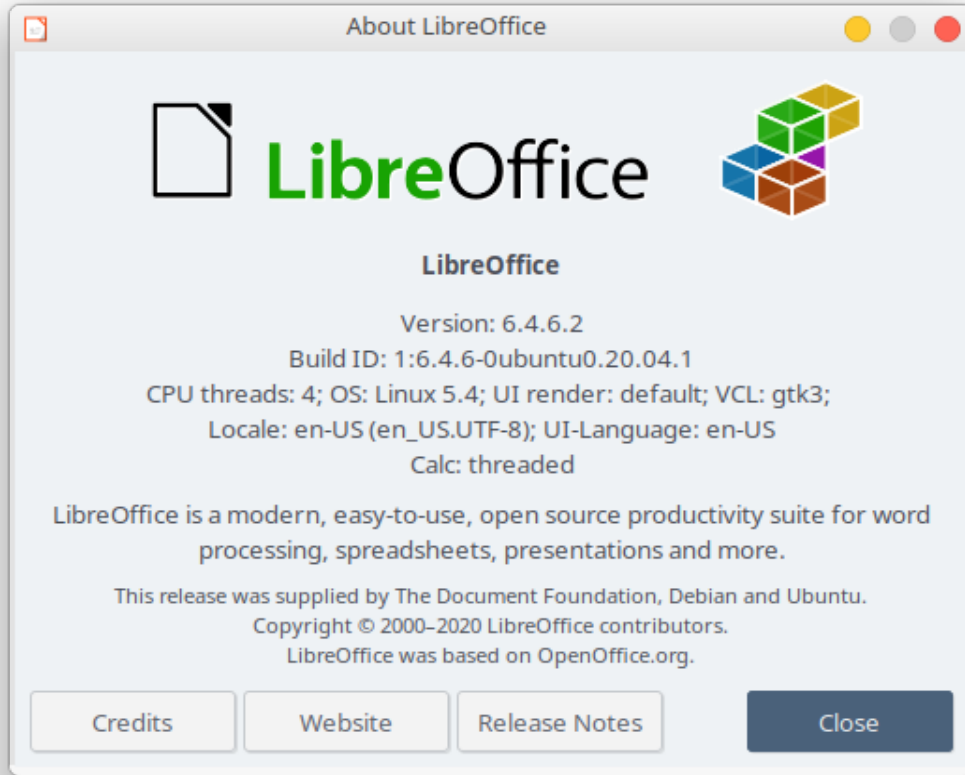 About LibreOffice
LibreOffice
LibreOffice
Version: 6.4.6.2
Build ID: 1:6.4.6-0ubuntu0.20.04.1
CPU threads: 4; OS: Linux 5.4; UI render: default; VCL: gtk3;
Locale: en-US (en_US.UTF-8); UI-Language: en-US
Calc: threaded
LibreOffice is a modern, easy-to-use, open source productivity suite for word
processing, spreadsheets, presentations and more.
This release was supplied by The Document Foundation, Debian and Ubuntu.
Copyright © 2000–2020 LibreOffice contributors.
LibreOffice was based on OpenOffice.org.
Credits Website Release Notes Close